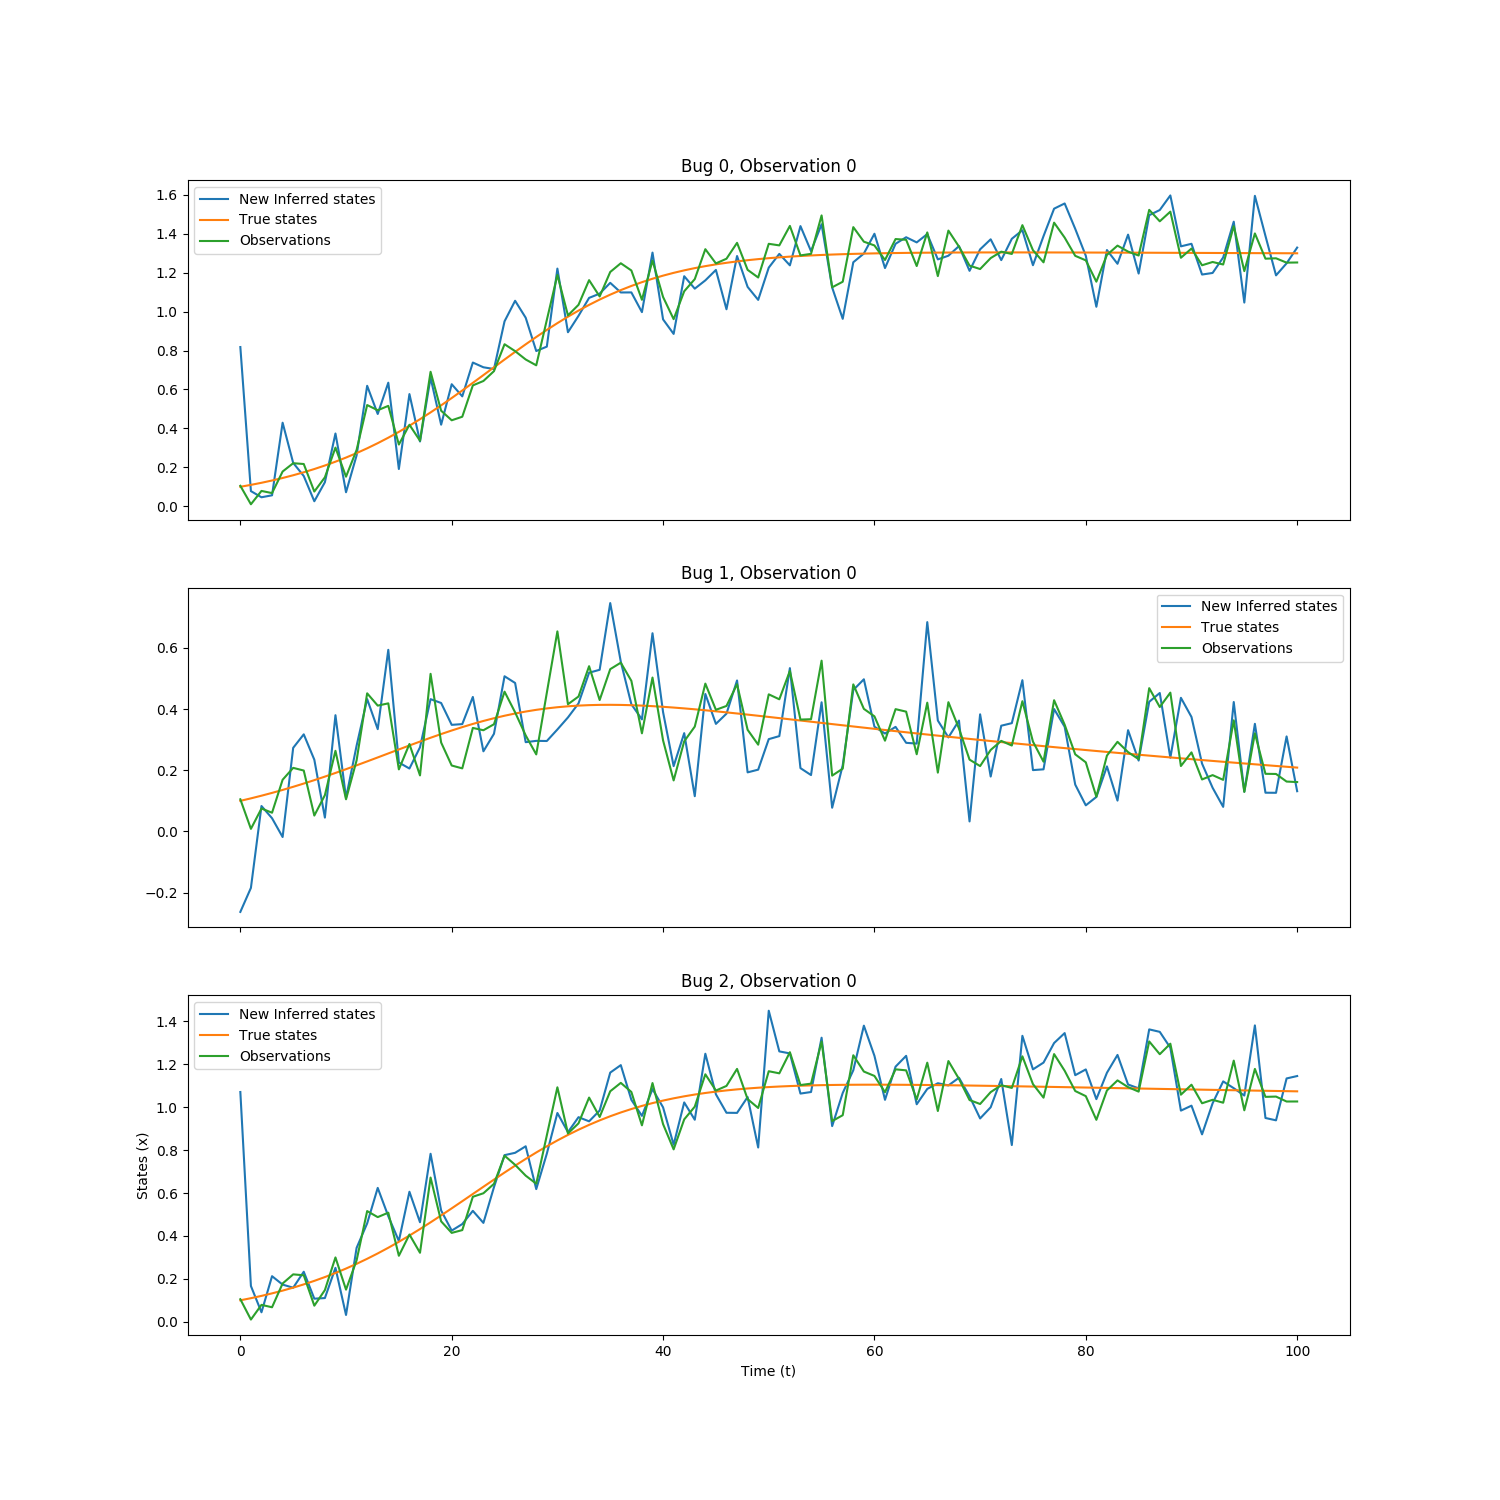 Bug 0, Observation 0
New Inferred states
True states
Observations
1.6
1.4
1.2
1.0
0.8
0.6
0.4
0.2
0.0
Bug 1, Observation 0
New Inferred states
True states
Observations
0.6
0.4
0.2
0.0
−0.2
Bug 2, Observation 0
New Inferred states
True states
Observations
1.4
1.2
1.0
0.8
0.6
0.4
0.2
0.0
States (x)
0 20 40 60 80 100
Time (t)